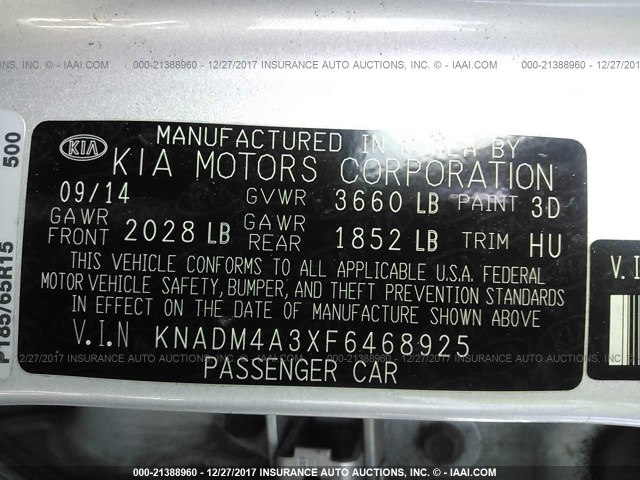 000-21388960 - 12/27/2017 INSURANCE AUTO AUCTIONS, INC. © - IAAI.COM
MANUFACTURED IN KOREA BY
KIA KIA MOTORS CORPORATION
09/14 GVWR 3660 LB PAINT 3D
GAWR FRONT 2028 LB GAWR REAR 1852 LB TRIM HU
THIS VEHICLE CONFORMS TO ALL APPLICABLE U.S.A. FEDERAL
MOTOR VEHICLE SAFETY, BUMPER, AND THEFT PREVENTION STANDARDS
IN EFFECT ON THE DATE OF MANUFACTURE SHOWN ABOVE
V.I.N KNADM4A3XF6468925
PASSENGER CAR
P185/65R15 500
V.I
000-21388960 - 12/27/2017 INSURANCE AUTO AUCTIONS, INC. © - IAAI.COM